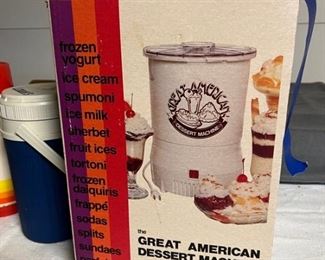 frozen
yogurt
ice cream
spumoni
ice milk
sherbet
fruit ices
tortoni
frozen
daiquiris
frappé
sodas
splits
sundaes
GREAT AMERICAN
DESSERT MACHINE
the
GREAT AMERICAN
DESSERT MACH